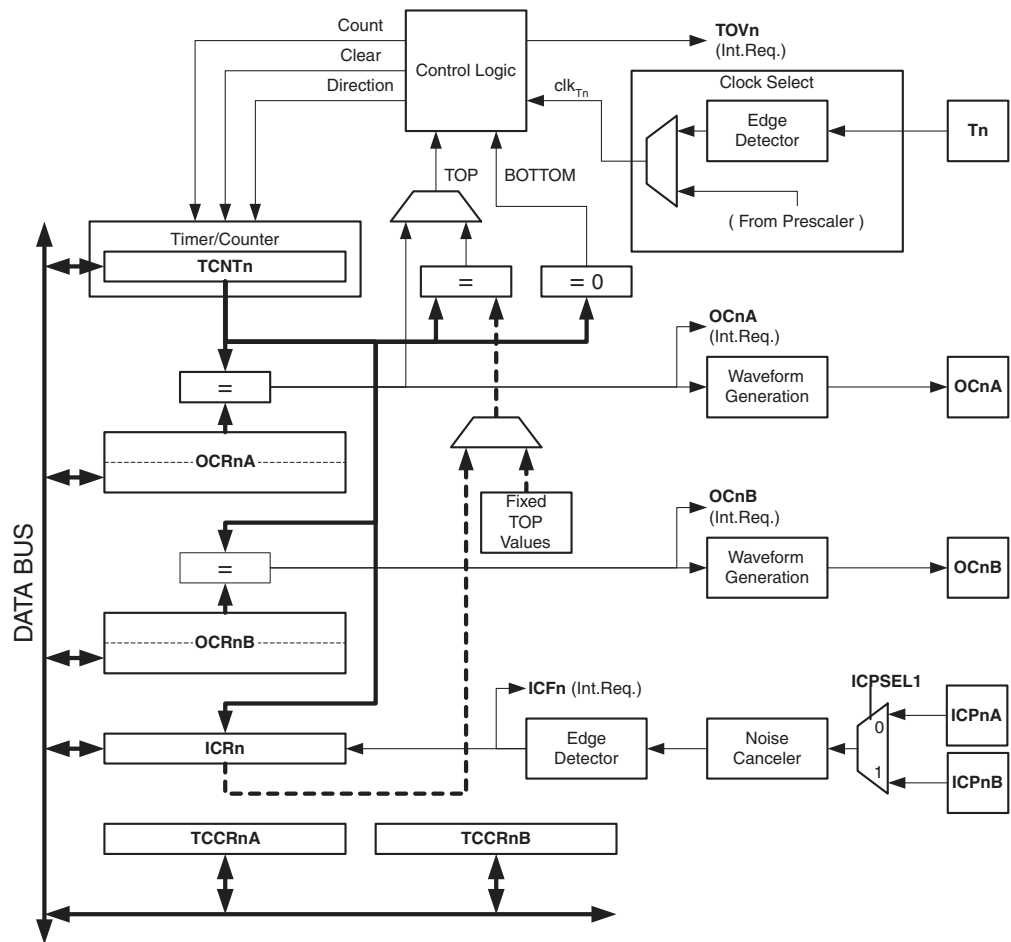 Count
Clear
Direction
Control Logic
TOVn
(Int.Req.)
clkTn
Clock Select
Edge
Detector
Tn
( From Prescaler )
TOP
BOTTOM
Timer/Counter
TCNTn
=
= 0
=
OCnA
(Int.Req.)
Waveform
Generation
OCnA
OCRnA
Fixed
TOP
Values
OCnB
(Int.Req.)
=
Waveform
Generation
OCnB
OCRnB
DATA BUS
ICFn (Int.Req.)
ICPSEL1
ICRn
Edge
Detector
Noise
Canceler
0
1
ICPnA
ICPnB
TCCRnA
TCCRnB